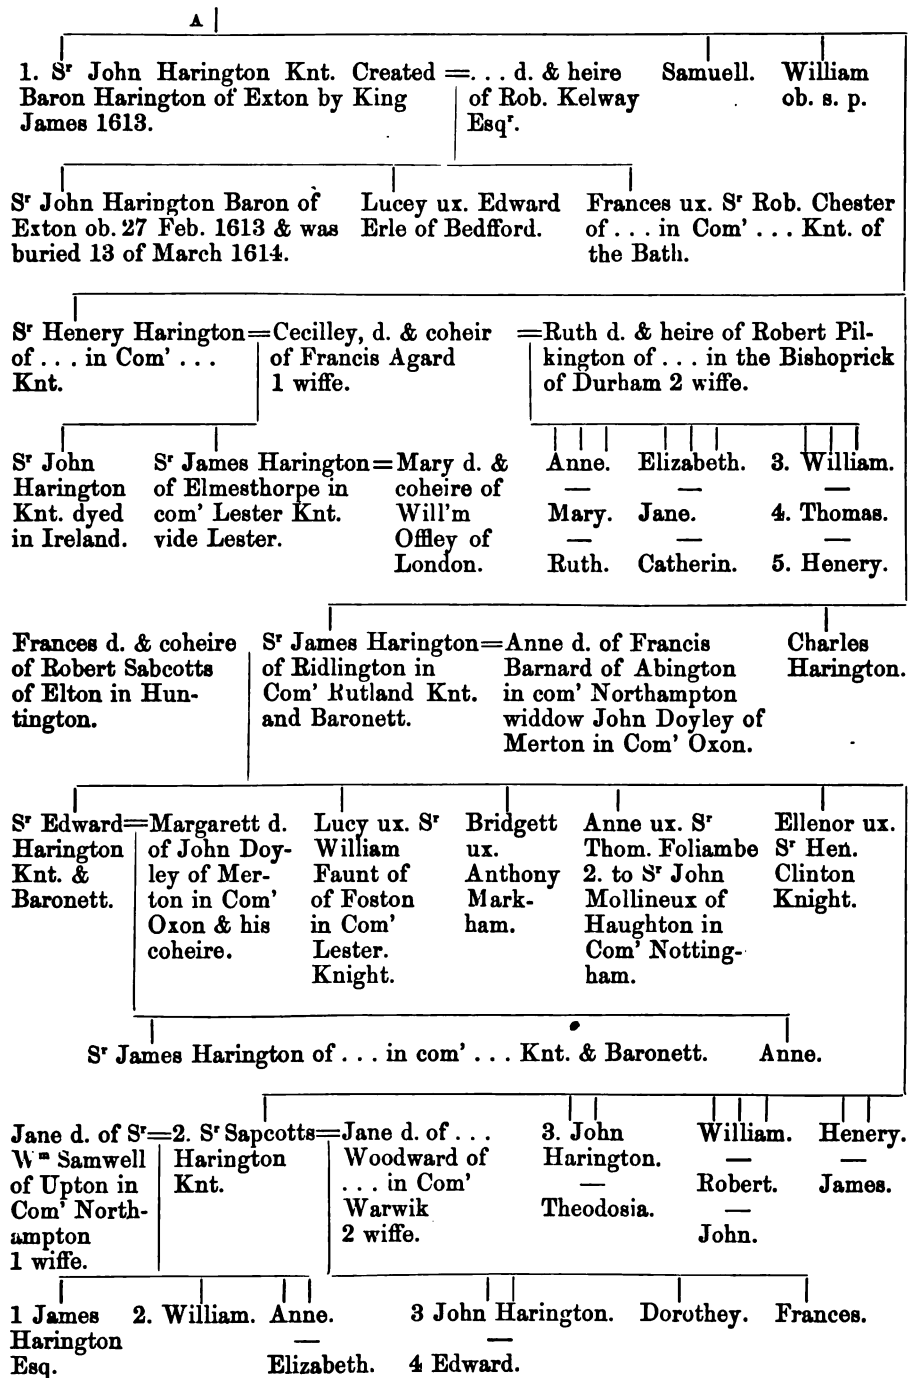 A
1. Sʳ John Harington Knt. Created =. . . d. & heire Samuell. William
Baron Harington of Exton by King of Rob. Kelway ob. s. p.
James 1613. Esqʳ.
Sʳ John Harington Baron of Lucey ux. Edward Frances ux. Sʳ Rob. Chester
Exton ob. 27 Feb. 1613 & was Erle of Bedfford. of . . . in Com' . . . Knt. of
buried 13 of March 1614. the Bath.
Sʳ Henery Harington=Cecilley, d. & coheir =Ruth d. & heire of Robert Pil-
of . . . in Com' . . . of Francis Agard kington of . . . in the Bishoprick
Knt. 1 wiffe. of Durham 2 wiffe.
Sʳ John Sʳ James Harington=Mary d. & Anne. Elizabeth. 3. William.
Harington of Elmesthorpe in coheire of — — —
Knt. dyed com' Lester Knt. Will'm Mary. Jane. 4. Thomas.
in Ireland. vide Lester. Offley of — — —
London. Ruth. Catherin. 5. Henery.
Frances d. & coheire Sʳ James Harington=Anne d. of Francis Charles
of Robert Sabcotts of Ridlington in Barnard of Abington Harington.
of Elton in Hun- Com' Rutland Knt. in com' Northampton
tington. and Baronett. widdow John Doyley of
Merton in Com' Oxon.
Sʳ Edward=Margarett d. Lucy ux. Sʳ Bridgett Anne ux. Sʳ Ellenor ux.
Harington of John Doy- William ux. Thom. Foliambe Sʳ Hen.
Knt. & ley of Mer- Faunt of Anthony 2. to Sʳ John Clinton
Baronett. ton in Com' of Foston Mark- Mollineux of Knight.
Oxon & his in Com' ham. Haughton in
coheire. Lester. Com' Notting-
Knight. ham.
Sʳ James Harington of . . . in com' . . . Knt. & Baronett. Anne.
Jane d. of Sʳ=2. Sʳ Sapcotts=Jane d. of . . . 3. John William. Henery.
Wᵐ Samwell Harington Woodward of Harington. — —
of Upton in Knt. . . . in Com' — Robert. James.
Com' North- Warwik Theodosia. —
ampton 2 wiffe. John.
1 wiffe.
1 James 2. William. Anne. 3 John Harington. Dorothey. Frances.
Harington — —
Esq. Elizabeth. 4 Edward.